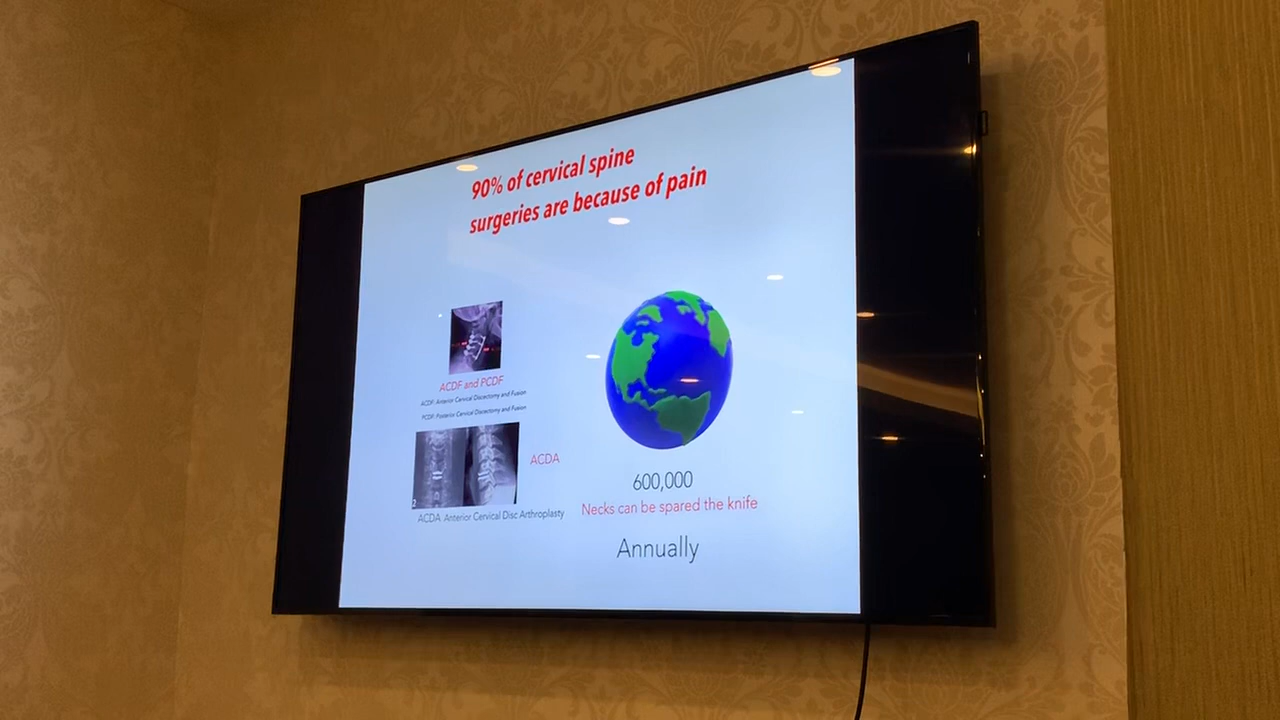 90% of cervical spine
surgeries are because of pain
ACDF and PCDF
ACDF: Anterior Cervical Discectomy and Fusion
PCDF: Posterior Cervical Discectomy and Fusion
ACDA
2
ACDA: Anterior Cervical Disc Arthroplasty
600,000
Necks can be spared the knife
Annually